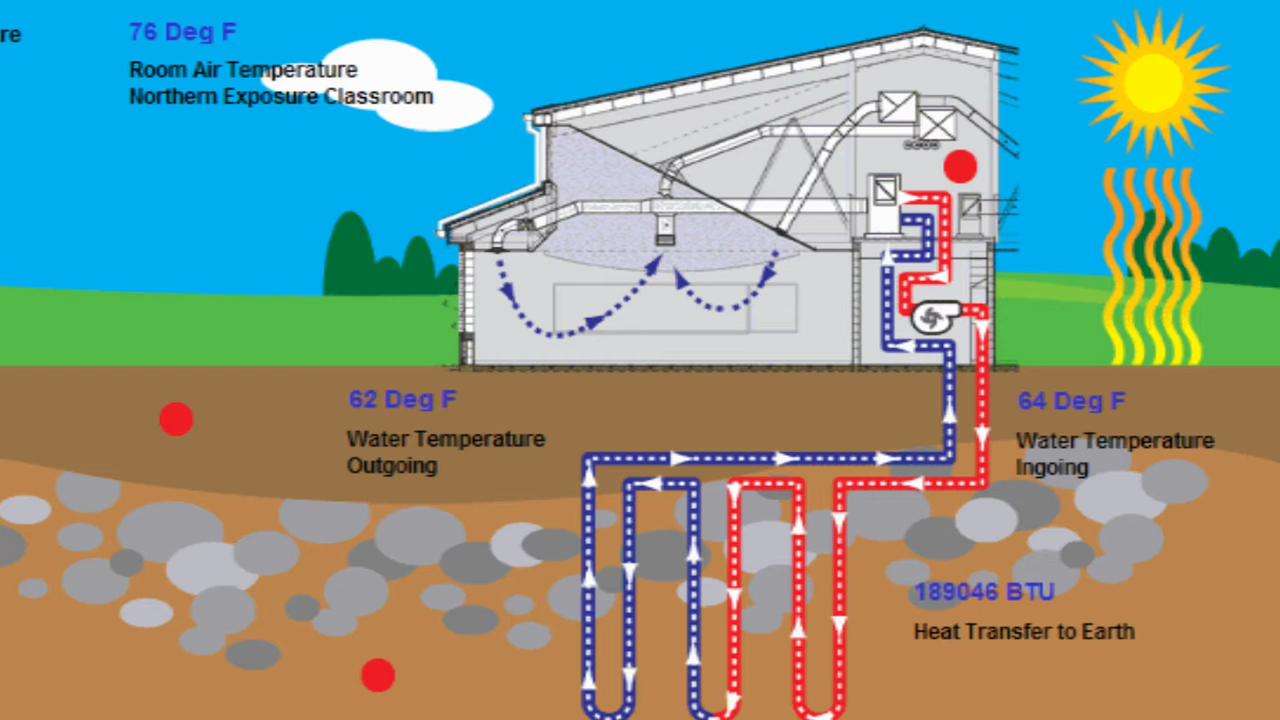 re
76 Deg F
Room Air Temperature
Northern Exposure Classroom
62 Deg F
Water Temperature
Outgoing
64 Deg F
Water Temperature
Ingoing
189046 BTU
Heat Transfer to Earth